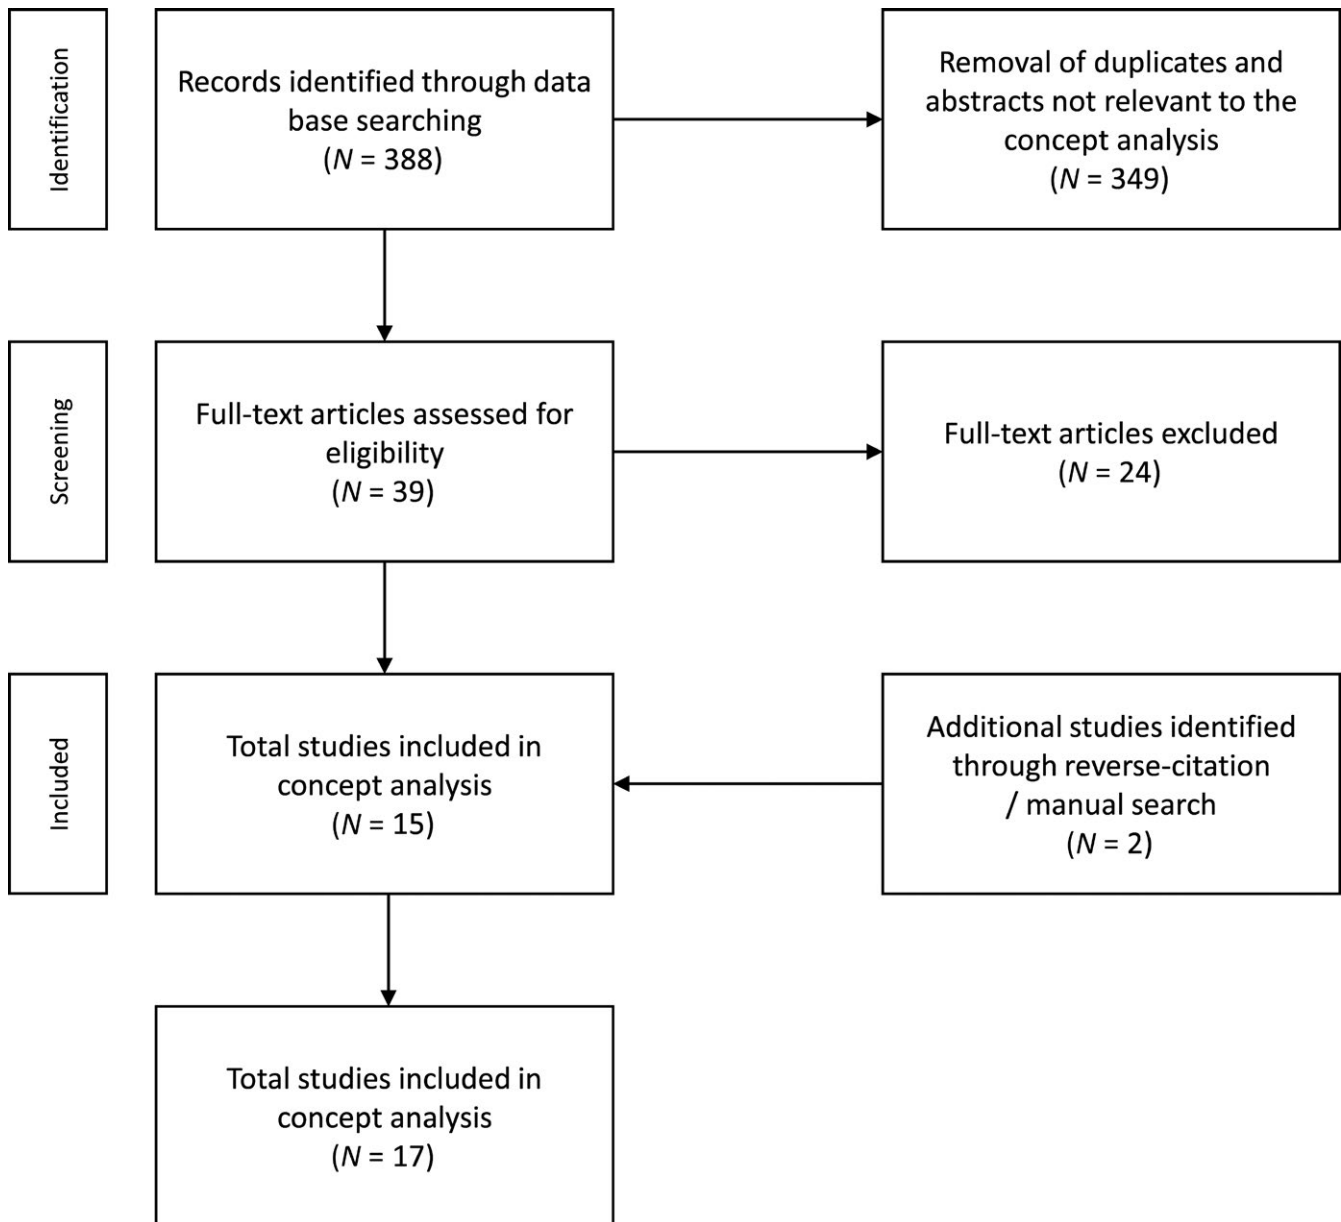 Identification
Records identified through data
base searching
(N = 388)
Removal of duplicates and
abstracts not relevant to the
concept analysis
(N = 349)
Screening
Full-text articles assessed for
eligibility
(N = 39)
Full-text articles excluded
(N = 24)
Included
Total studies included in
concept analysis
(N = 15)
Additional studies identified
through reverse-citation
/ manual search
(N = 2)
Total studies included in
concept analysis
(N = 17)